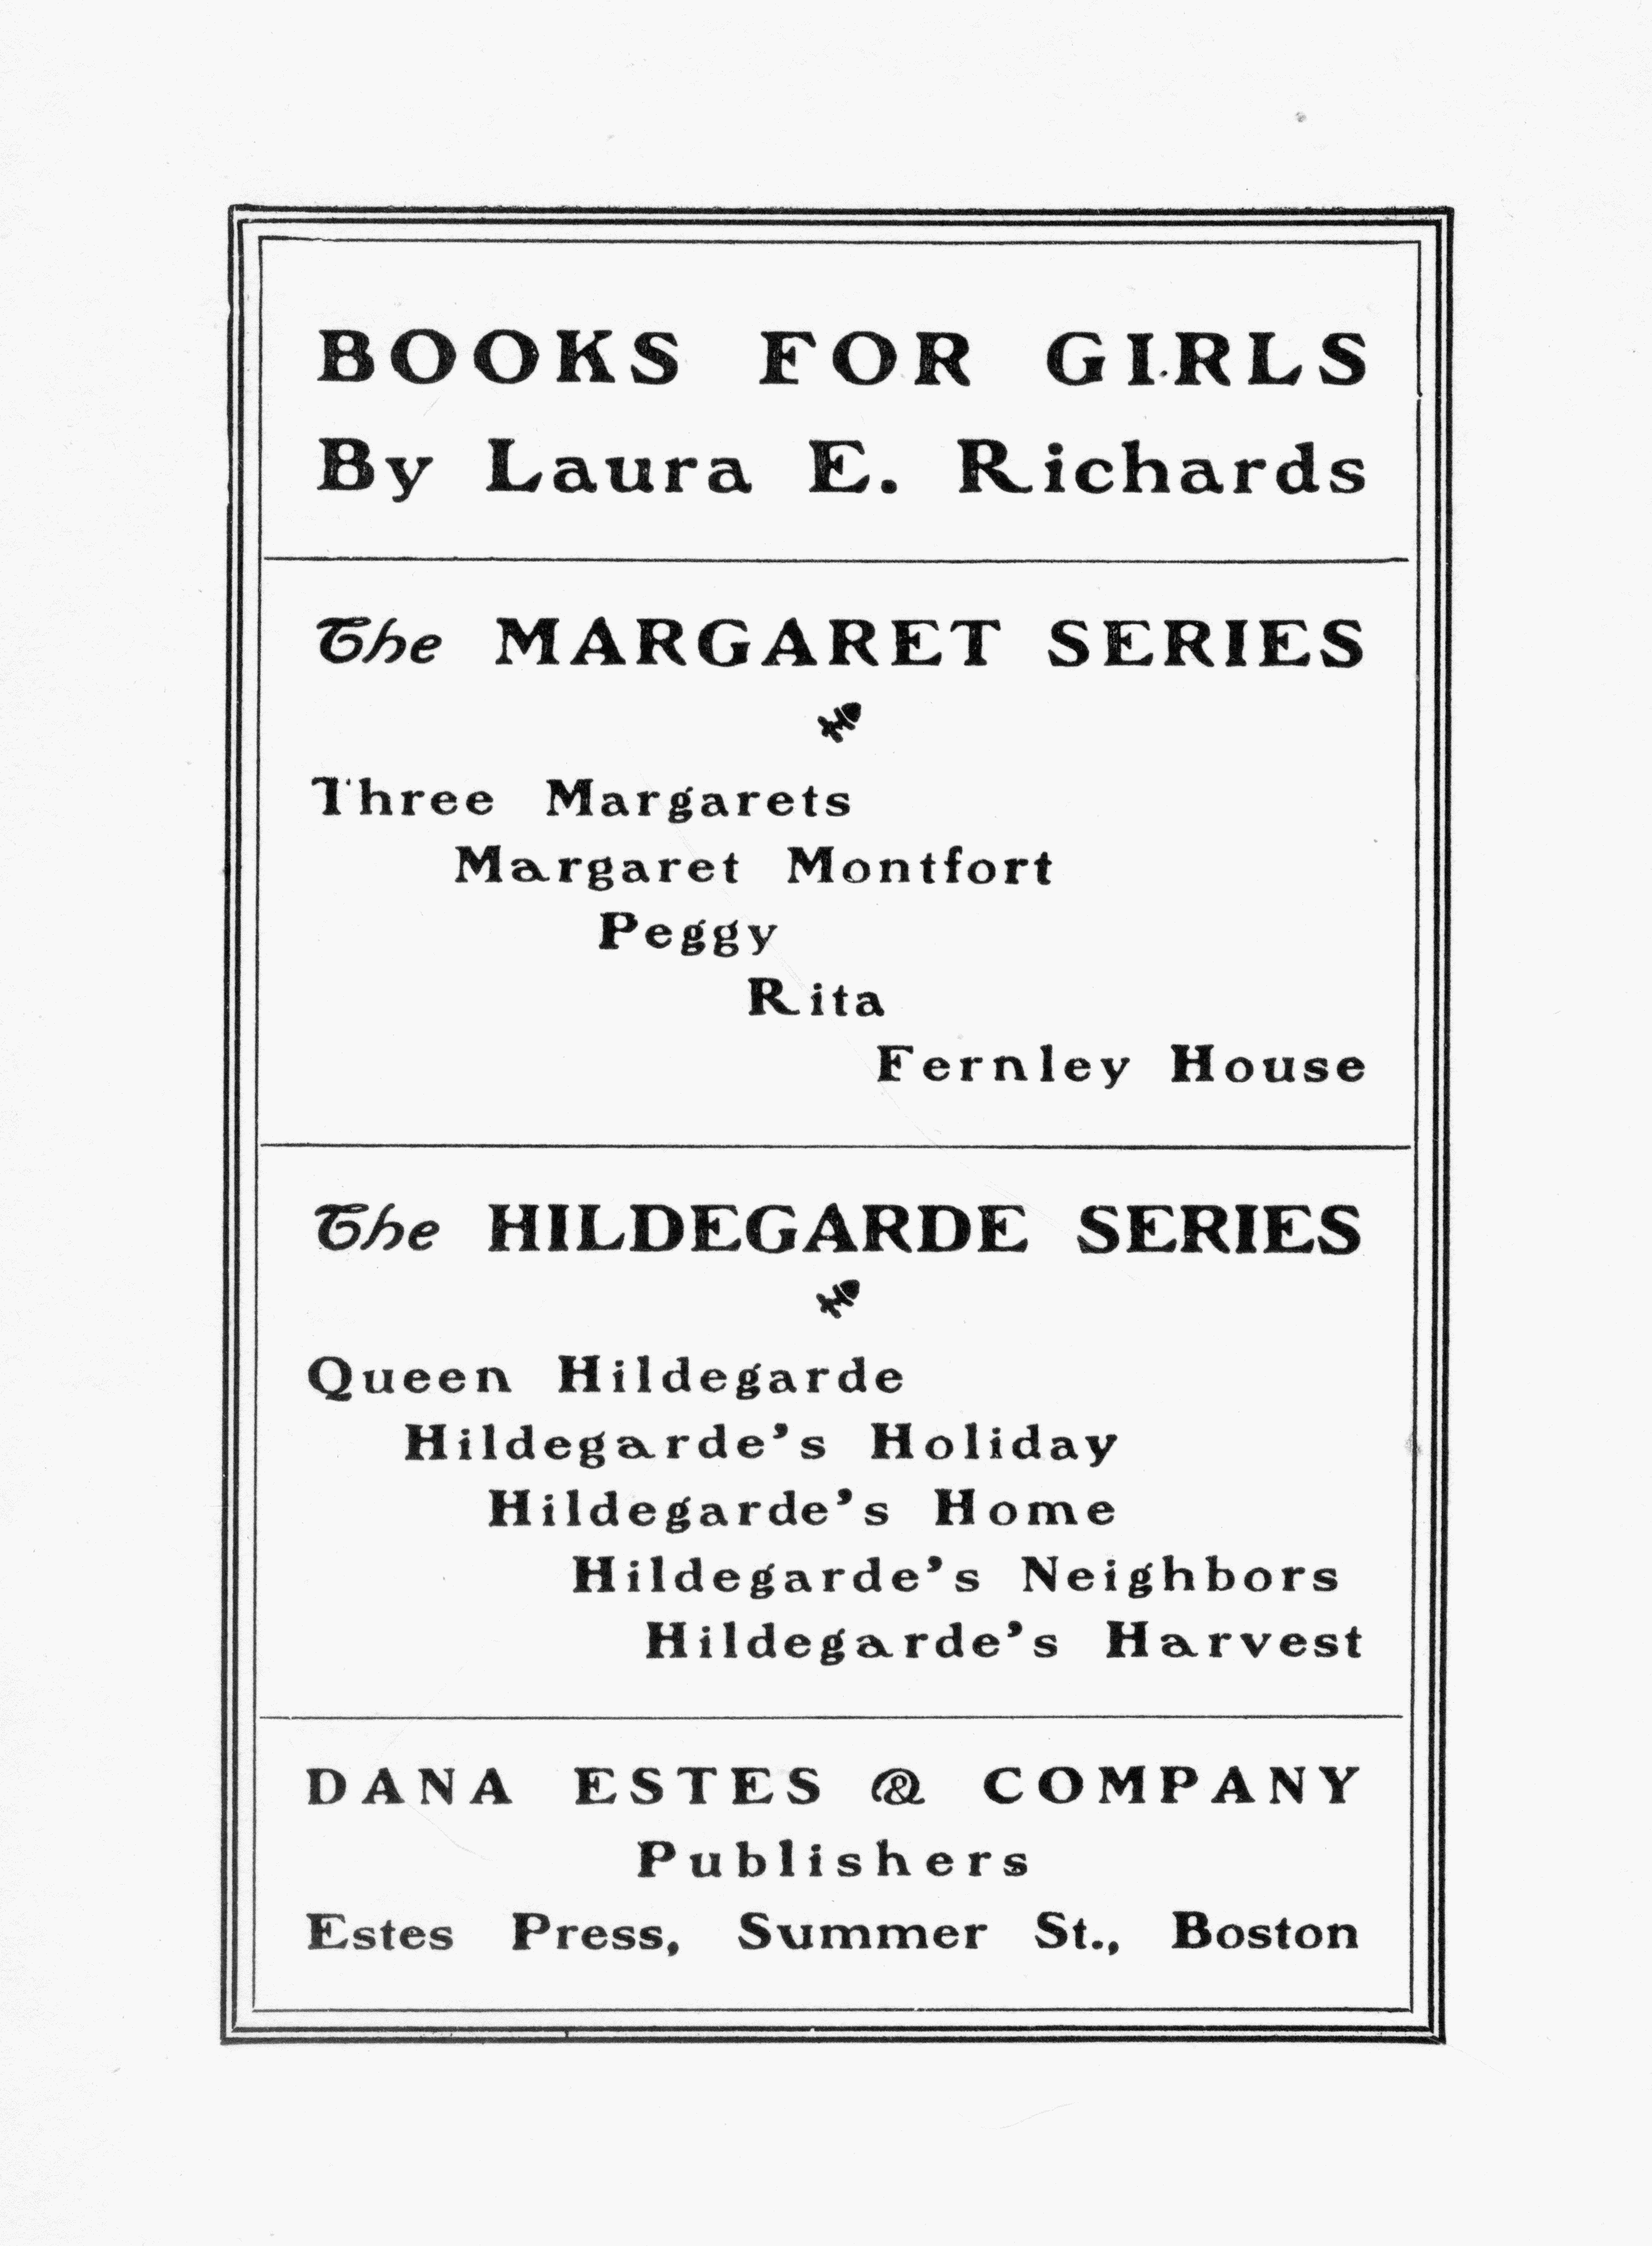 BOOKS FOR GIRLS
By Laura E. Richards
The MARGARET SERIES
Three Margarets
Margaret Montfort
Peggy
Rita
Fernley House
The HILDEGARDE SERIES
Queen Hildegarde
Hildegarde's Holiday
Hildegarde's Home
Hildegarde's Neighbors
Hildegarde's Harvest
DANA ESTES & COMPANY
Publishers
Estes Press, Summer St., Boston